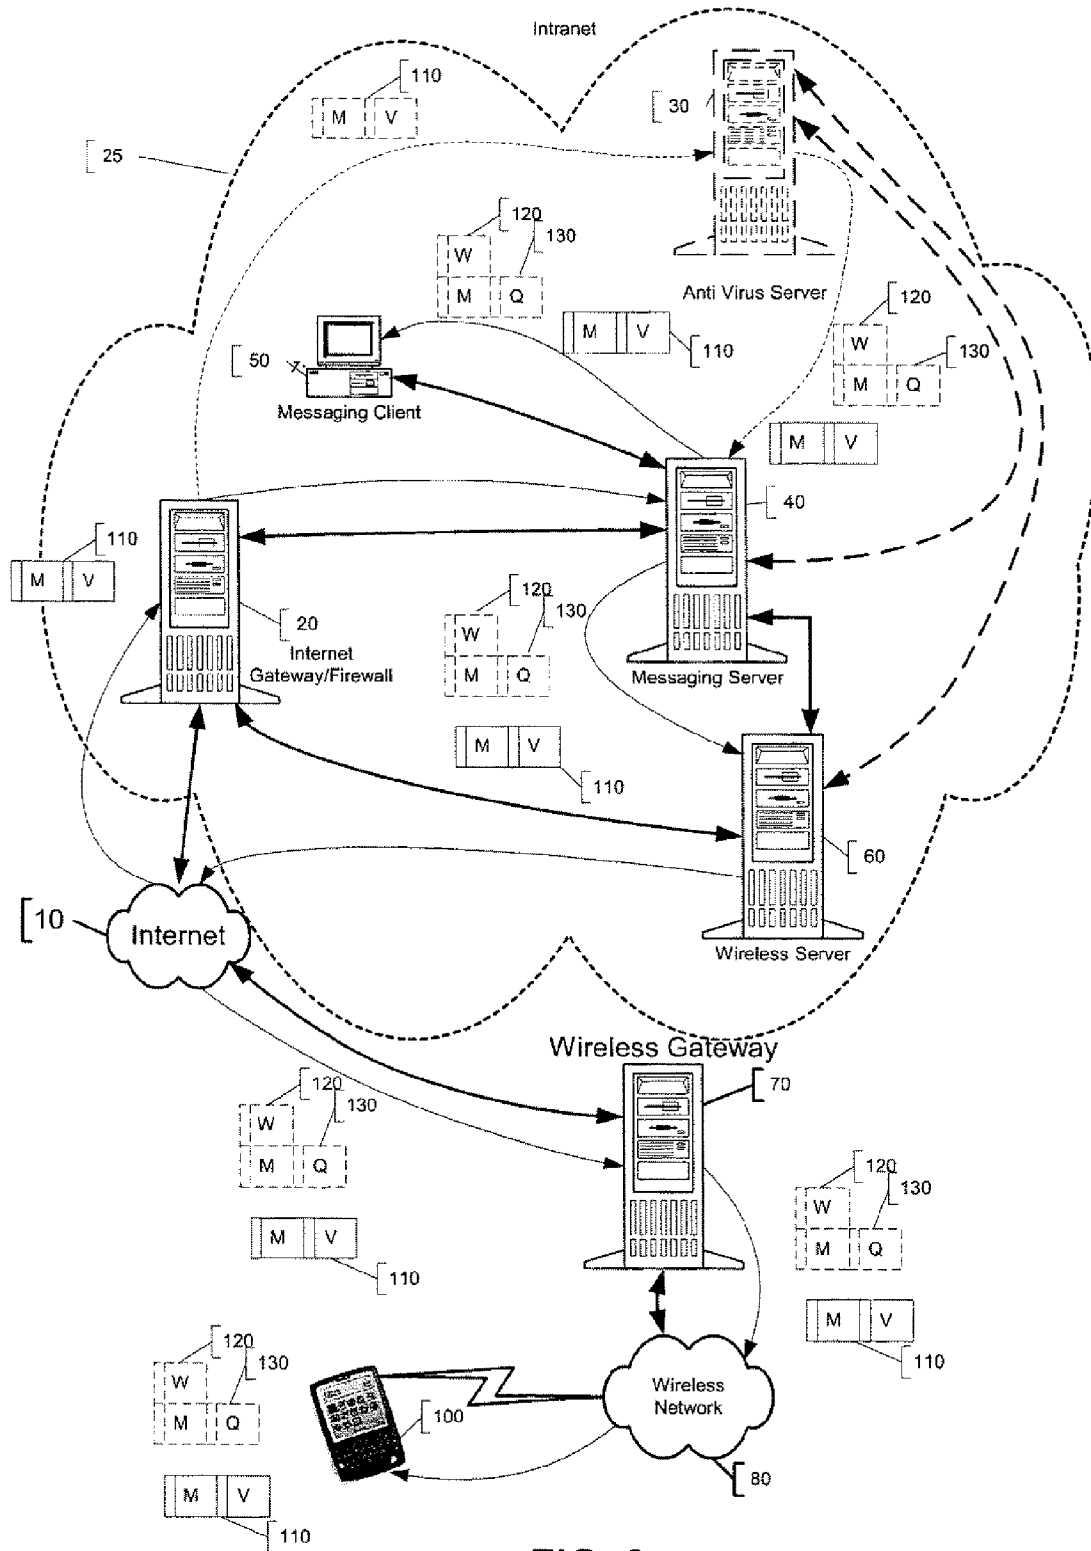 Intranet
110
M V
30
25
120
130
W
M Q
Anti Virus Server
M V
110
120
W
130
M Q
50
Messaging Client
M V
40
110
M V
120
130
W
M Q
20
Internet
Gateway/Firewall
Messaging Server
M V
110
60
10
Internet
Wireless Server
Wireless Gateway
70
120
130
W
M Q
120
130
W
M Q
M V
110
M V
110
120
130
W
M Q
Wireless
Network
100
80
M V
110